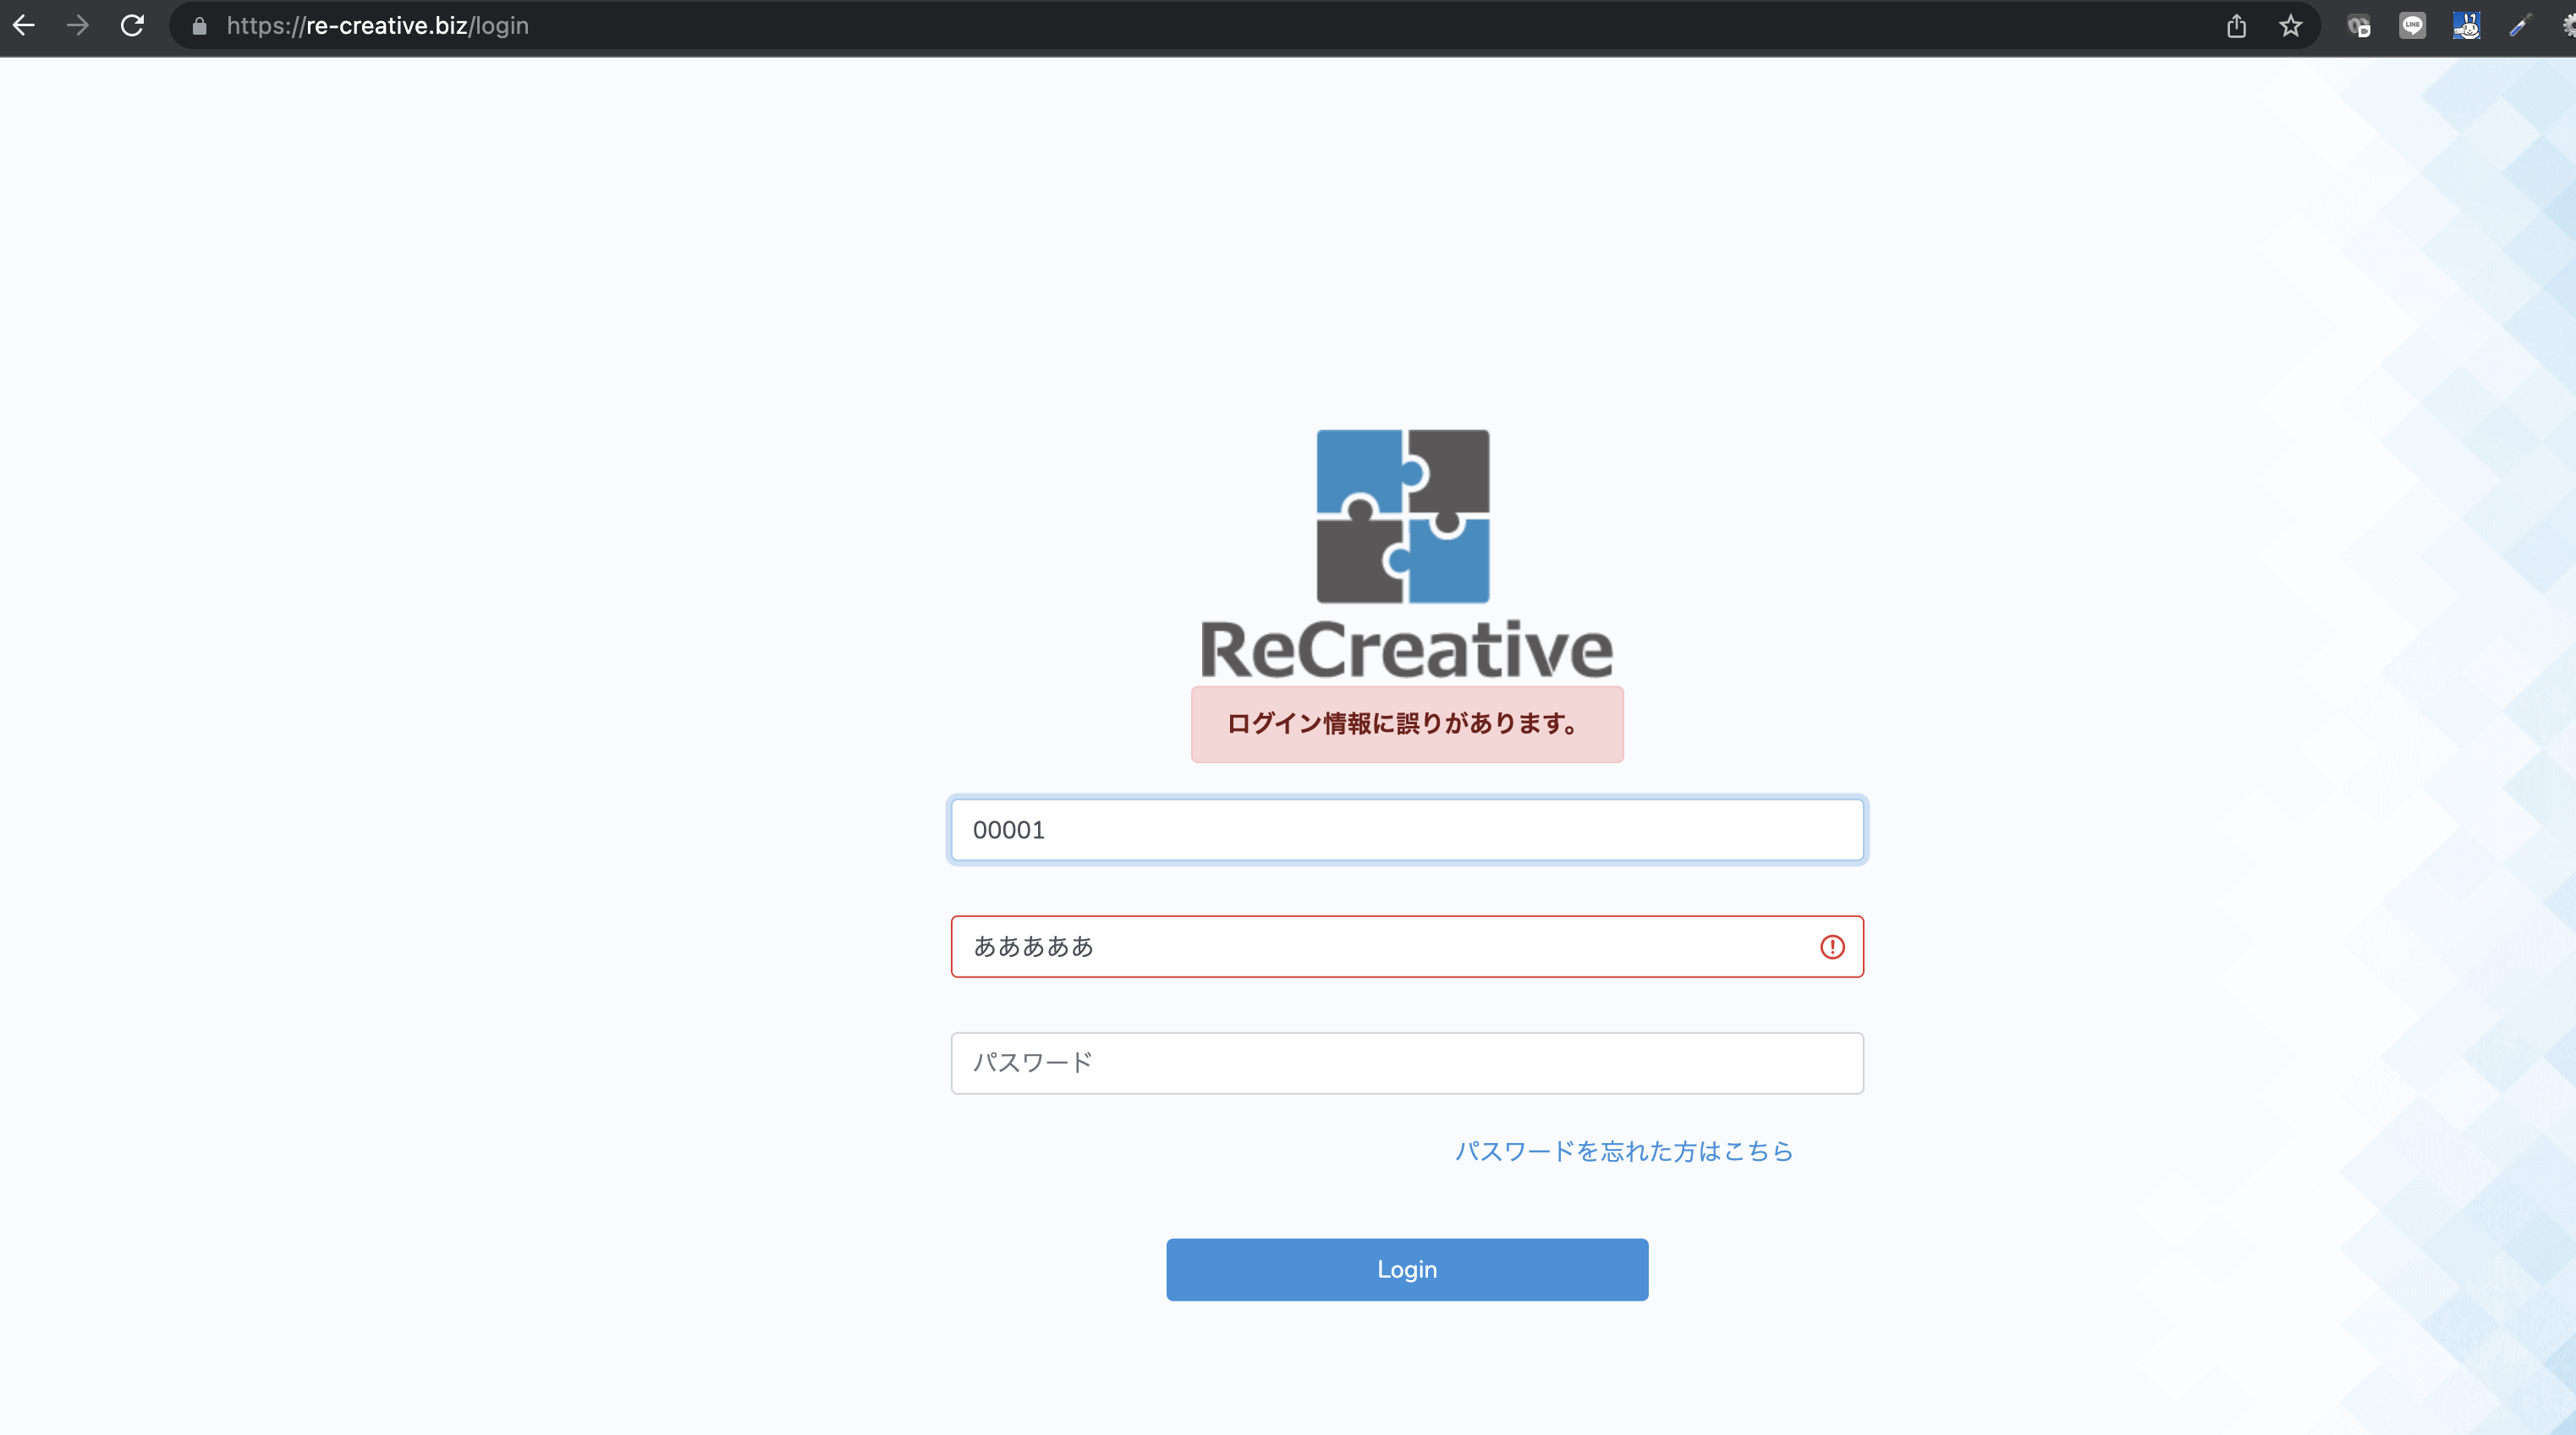 https://re-creative.biz/login
LINE
ReCreative
ログイン情報に誤りがあります。
00001
あああああ
パスワード
パスワードを忘れた方はこちら
Login